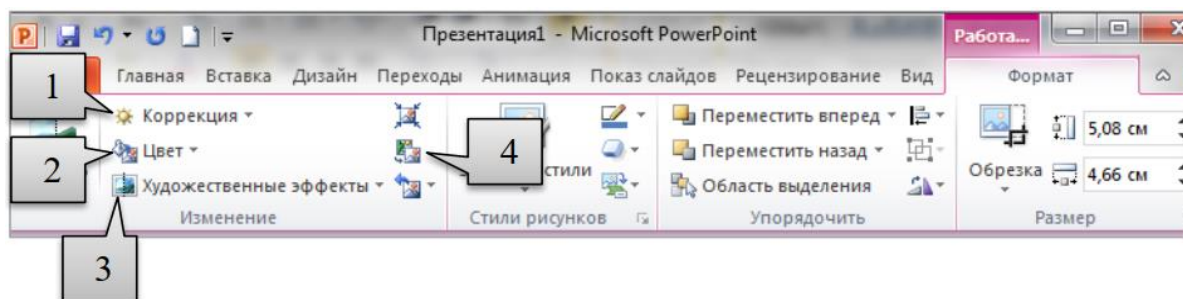 Презентация1 - Microsoft PowerPoint
Работа...
Главная Вставка Дизайн Переходы Анимация Показ слайдов Рецензирование Вид Формат
1
Коррекция
Переместить вперед
5,08 см
2
Цвет
4
стили
Переместить назад
Обрезка
4,66 см
Художественные эффекты
Область выделения
Изменение
Стили рисунков
Упорядочить
Размер
3